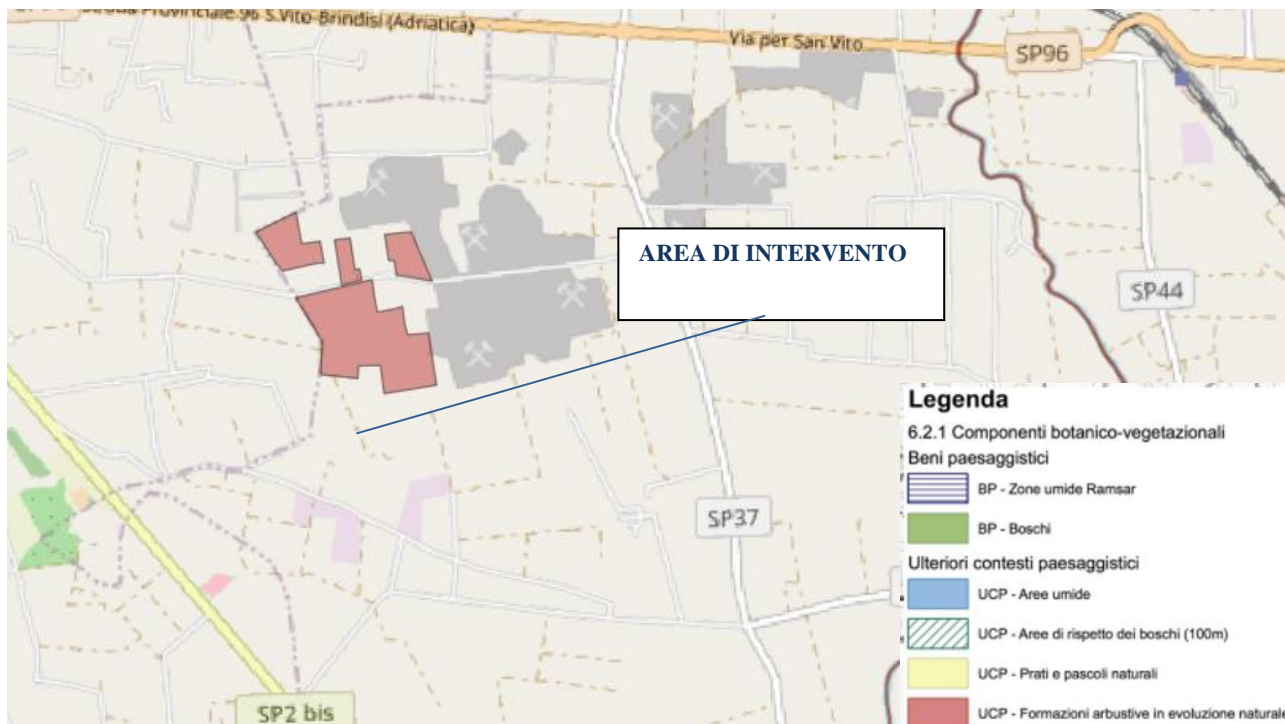 Strada Provinciale 96 S.Vito-Brindisi (Adriatica)
Via per San Vito
SP96
AREA DI INTERVENTO
SP44
SP37
SP2 bis
Legenda
6.2.1 Componenti botanico-vegetazionali
Beni paesaggistici
BP - Zone umide Ramsar
BP - Boschi
Ulteriori contesti paesaggistici
UCP - Aree umide
UCP - Aree di rispetto dei boschi (100m)
UCP - Prati e pascoli naturali
UCP - Formazioni arbustive in evoluzione naturale